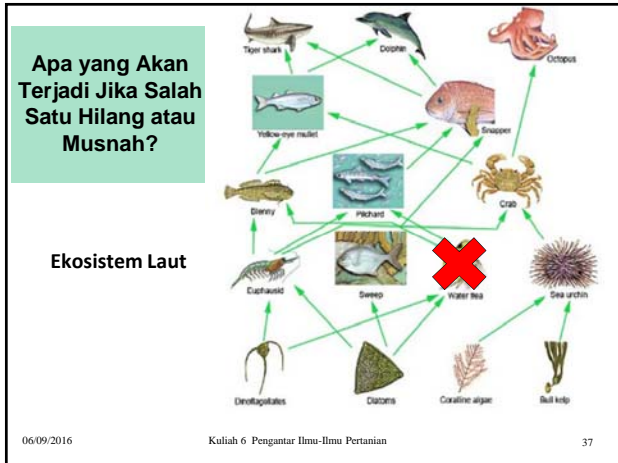 Apa yang Akan
Terjadi Jika Salah
Satu Hilang atau
Musnah?
Ekosistem Laut
Tiger shark
Dolphin
Octopus
Yellow-eye mullet
Snapper
Blenny
Pilchard
Crab
Euphausid
Sweep
Water flea
Sea urchin
Dinoflagellates
Diatoms
Coralline algae
Bull kelp
06/09/2016
Kuliah 6 Pengantar Ilmu-Ilmu Pertanian
37